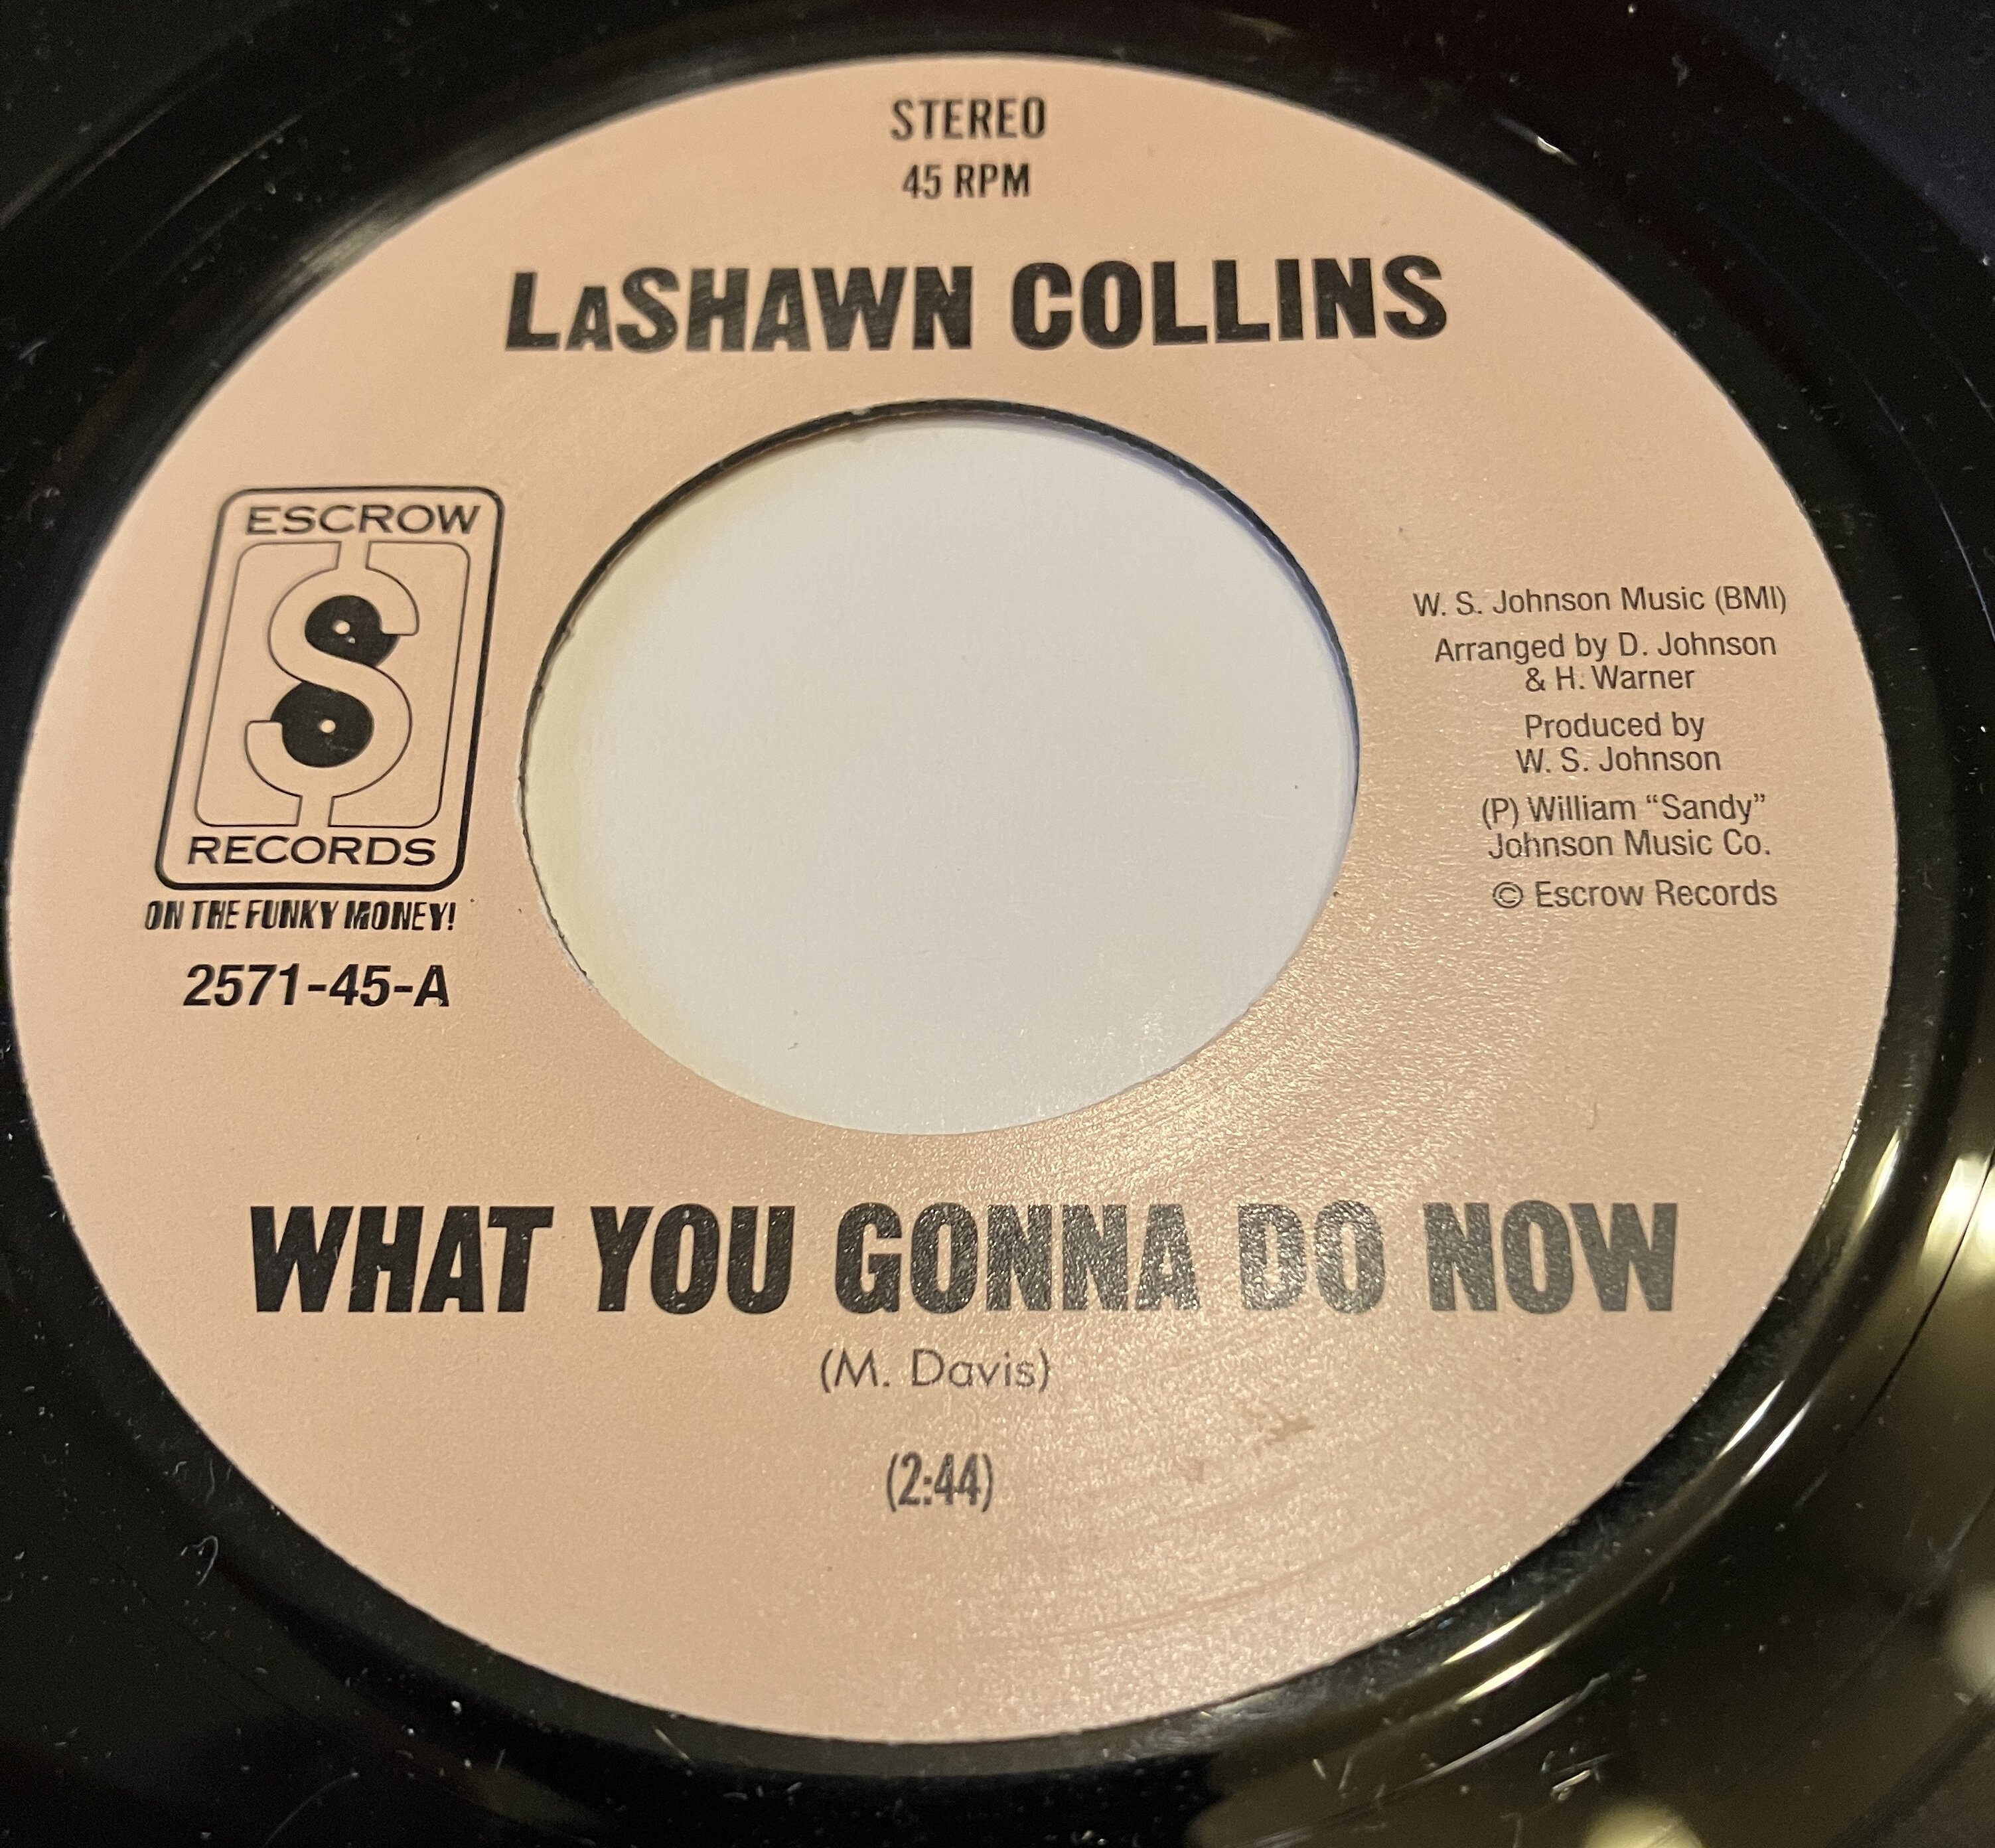 STEREO
45 RPM
LaSHAWN COLLINS
ESCROW
S
RECORDS
ON THE FUNKY MONEY!
2571-45-A
W. S. Johnson Music (BMI)
Arranged by D. Johnson
& H. Warner
Produced by
W. S. Johnson
(P) William “Sandy”
Johnson Music Co.
© Escrow Records
WHAT YOU GONNA DO NOW
(M. Davis)
(2:44)